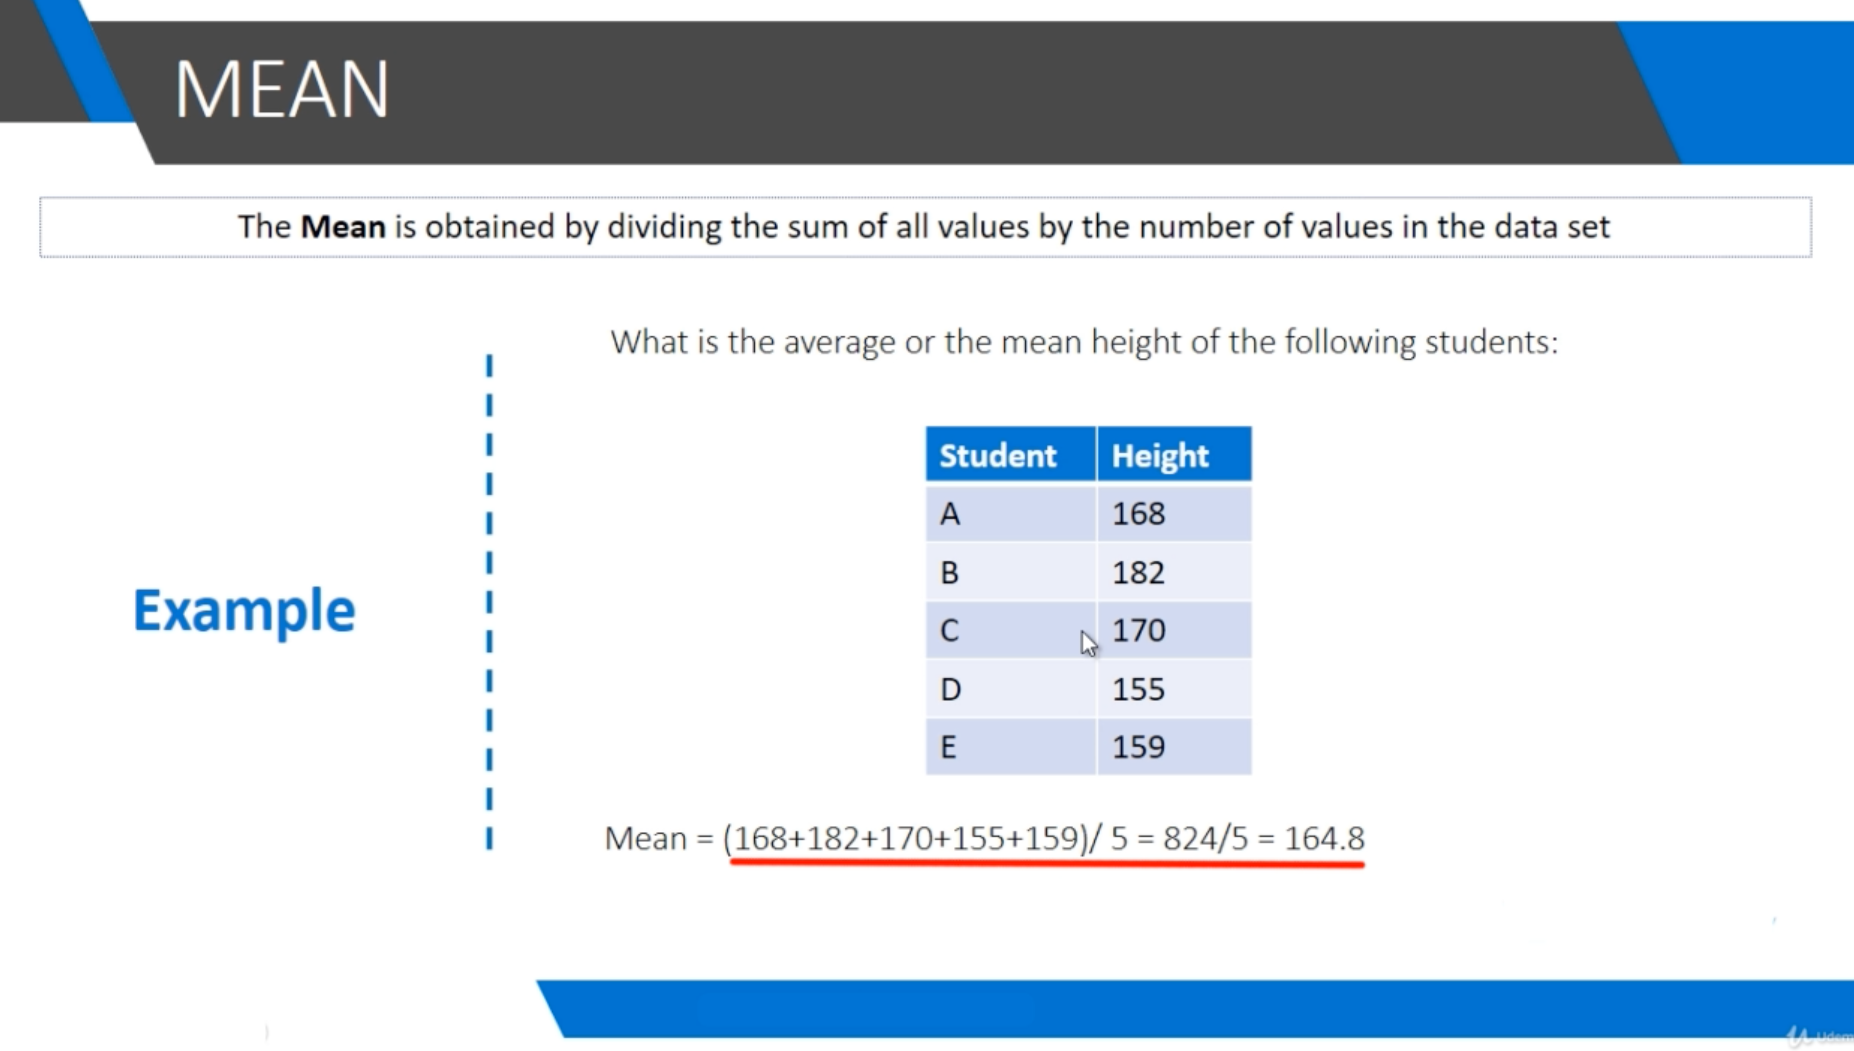 MEAN
The Mean is obtained by dividing the sum of all values by the number of values in the data set
What is the average or the mean height of the following students:
Example
Student Height
A 168
B 182
C 170
D 155
E 159
Mean = (168+182+170+155+159)/ 5 = 824/5 = 164.8